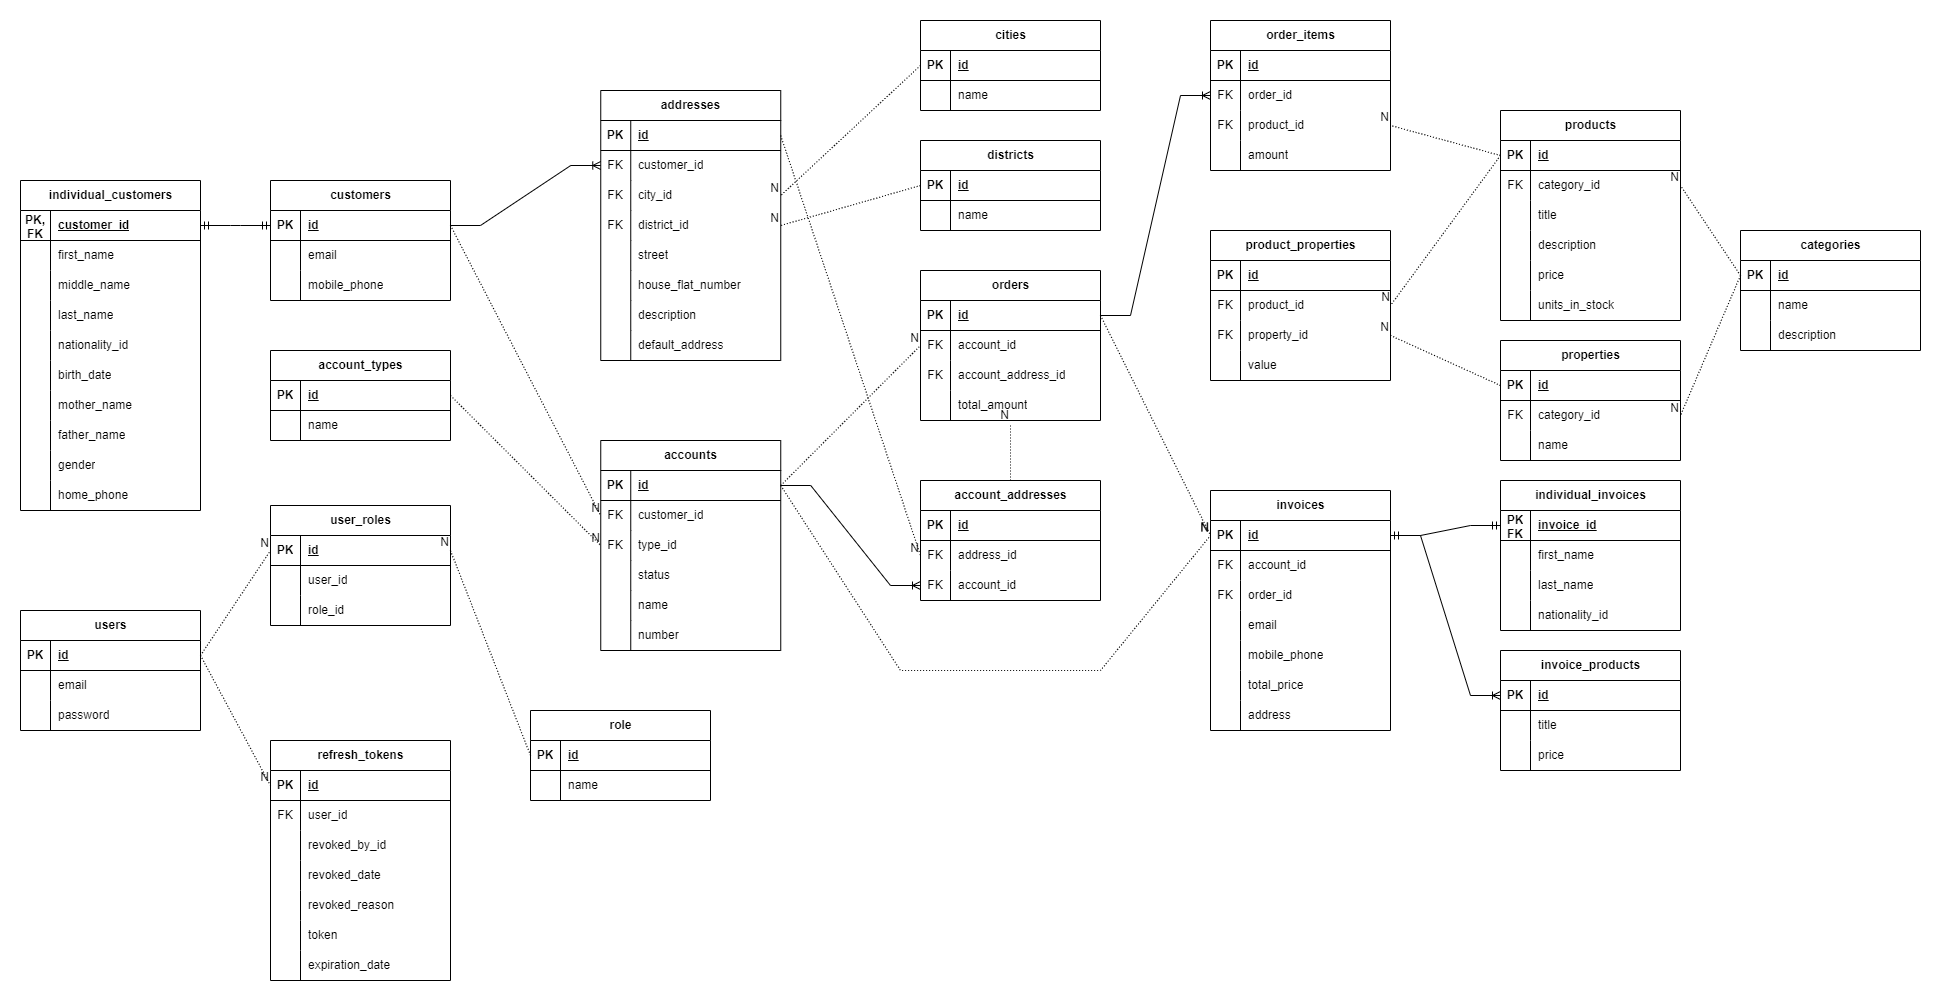 individual_customers
PK,
FK
customer_id
first_name
middle_name
last_name
nationality_id
birth_date
mother_name
father_name
gender
home_phone
customers
PK id
email
mobile_phone
account_types
PK id
name
user_roles
N
N
PK id
user_id
role_id
users
PK id
email
password
refresh_tokens
N
PK id
FK user_id
revoked_by_id
revoked_date
revoked_reason
token
expiration_date
role
PK id
name
addresses
PK id
FK customer_id
FK city_id
N
FK district_id
N
street
house_flat_number
description
default_address
accounts
PK id
N
FK customer_id
N
FK type_id
status
name
number
cities
PK id
name
districts
PK id
name
orders
PK id
N
FK account_id
FK account_address_id
total_amount
N
account_addresses
PK id
N
FK address_id
FK account_id
order_items
PK id
FK order_id
FK product_id
N
amount
product_properties
PK id
FK product_id
N
FK property_id
N
value
invoices
N
N
PK id
FK account_id
FK order_id
email
mobile_phone
total_price
address
products
PK id
FK category_id
N
title
description
price
units_in_stock
properties
PK id
FK category_id
N
name
individual_invoices
PK
FK
invoice_id
first_name
last_name
nationality_id
invoice_products
PK id
title
price
categories
PK id
name
description